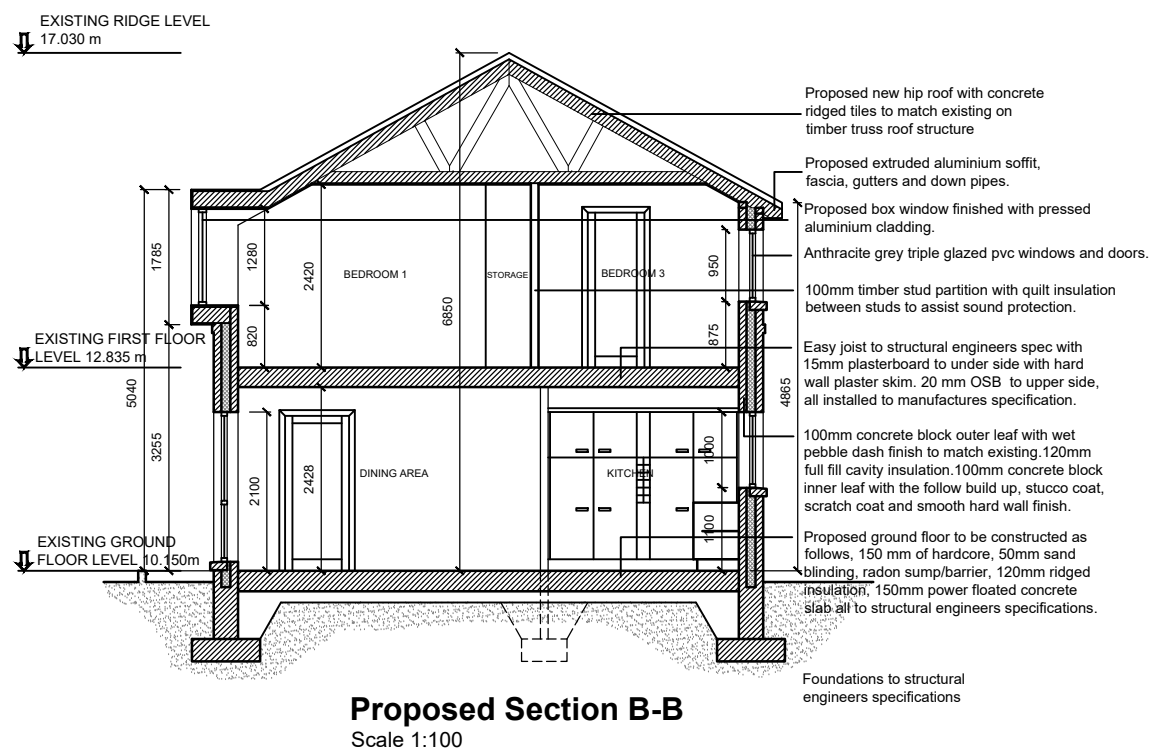 EXISTING RIDGE LEVEL
17.030 m
Proposed new hip roof with concrete
ridged tiles to match existing on
timber truss roof structure
Proposed extruded aluminium soffit,
fascia, gutters and down pipes.
Proposed box window finished with pressed
aluminium cladding.
Anthracite grey triple glazed pvc windows and doors.
100mm timber stud partition with quilt insulation
between studs to assist sound protection.
Easy joist to structural engineers spec with
15mm plasterboard to under side with hard
wall plaster skim. 20 mm OSB to upper side,
all installed to manufactures specification.
100mm concrete block outer leaf with wet
pebble dash finish to match existing.120mm
full fill cavity insulation.100mm concrete block
inner leaf with the follow build up, stucco coat,
scratch coat and smooth hard wall finish.
Proposed ground floor to be constructed as
follows, 150 mm of hardcore, 50mm sand
blinding, radon sump/barrier, 120mm ridged
insulation, 150mm power floated concrete
slab all to structural engineers specifications.
Foundations to structural
engineers specifications
EXISTING FIRST FLOOR
LEVEL 12.835 m
EXISTING GROUND
FLOOR LEVEL 10.150m
5040
1785
3255
1280
820
2420
6850
950
875
4865
BEDROOM 1
STORAGE
BEDROOM 3
2100
2428
DINING AREA
KITCHEN
1000
1100
Proposed Section B-B
Scale 1:100